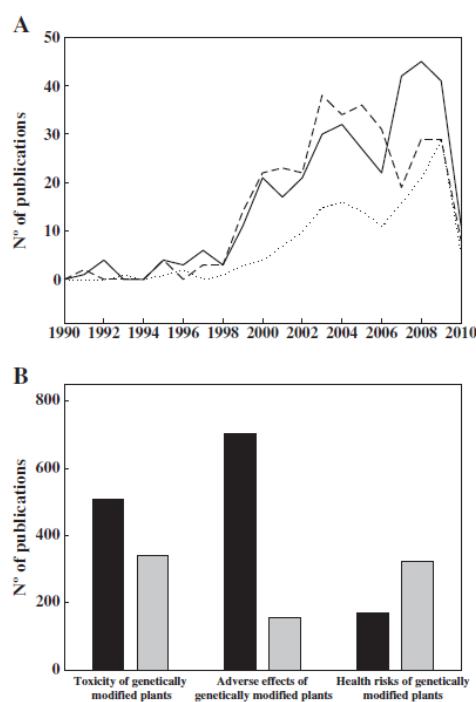 A
Nº of publications
50
40
30
20
10
0
1990 1992 1994 1996 1998 2000 2002 2004 2006 2008 2010
B
Nº of publications
800
600
400
200
0
Toxicity of genetically Adverse effects of Health risks of genetically
modified plants genetically modified plants modified plants